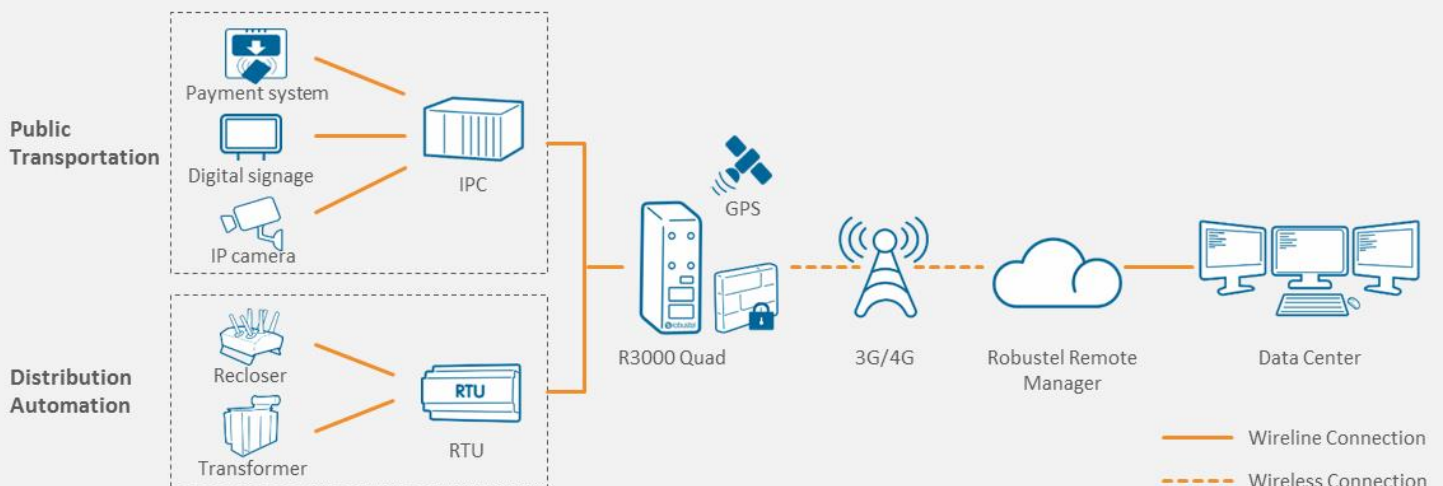 Public
Transportation
Payment system
Digital signage
IP camera
IPC
Distribution
Automation
Recloser
Transformer
RTU
RTU
robustel
R3000 Quad
GPS
3G/4G
Robustel Remote
Manager
Data Center
Wireline Connection
Wireless Connection